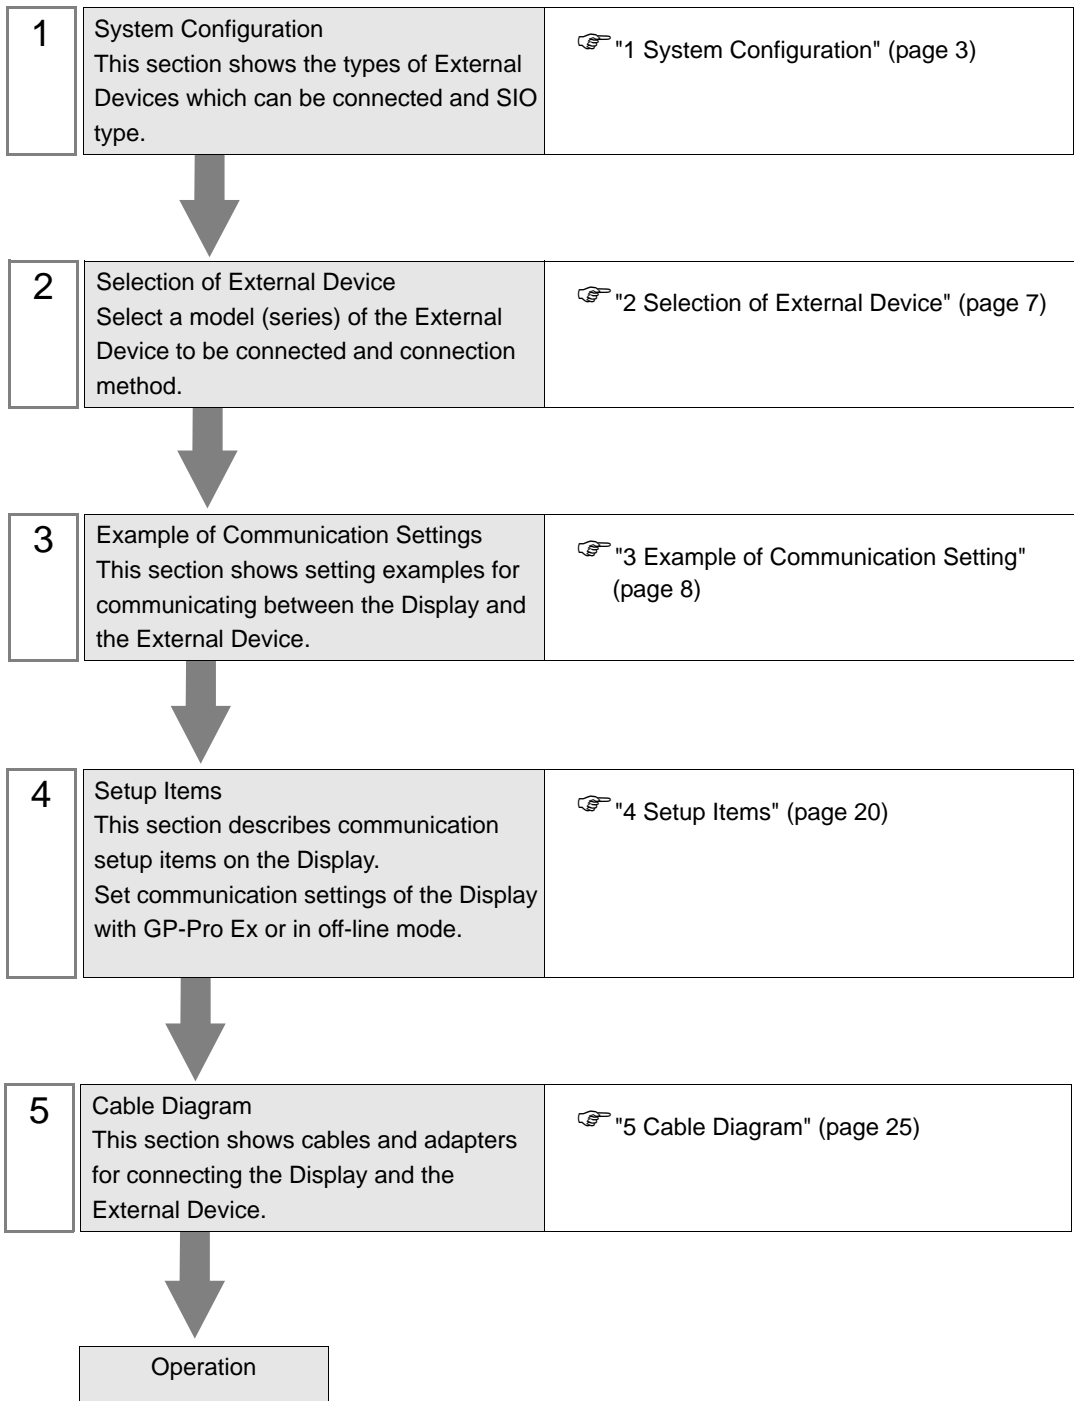 1
System Configuration
This section shows the types of External
Devices which can be connected and SIO
type.
"1 System Configuration" (page 3)
2
Selection of External Device
Select a model (series) of the External
Device to be connected and connection
method.
"2 Selection of External Device" (page 7)
3
Example of Communication Settings
This section shows setting examples for
communicating between the Display and
the External Device.
"3 Example of Communication Setting"
(page 8)
4
Setup Items
This section describes communication
setup items on the Display.
Set communication settings of the Display
with GP-Pro Ex or in off-line mode.
"4 Setup Items" (page 20)
5
Cable Diagram
This section shows cables and adapters
for connecting the Display and the
External Device.
"5 Cable Diagram" (page 25)
Operation